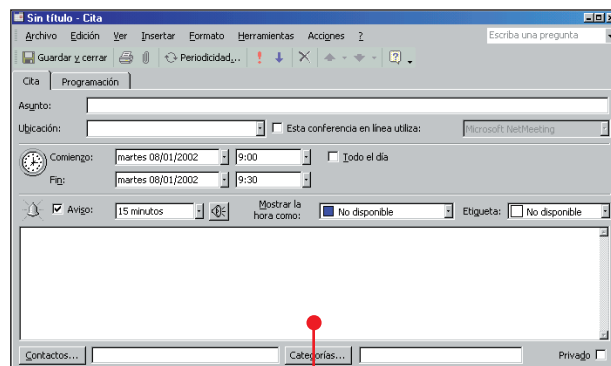 Sin título - Cita
Archivo Edición Ver Insertar Formato Herramientas Acciones ? Escriba una pregunta
Guardar y cerrar Periodicidad...
Cita Programación
Asunto:
Ubicación: Esta conferencia en línea utiliza: Microsoft NetMeeting
Comienzo: martes 08/01/2002 9:00 Todo el día
Fin: martes 08/01/2002 9:30
Aviso: 15 minutos Mostrar la hora como: No disponible Etiqueta: No disponible
Contactos... Categorías... Privado